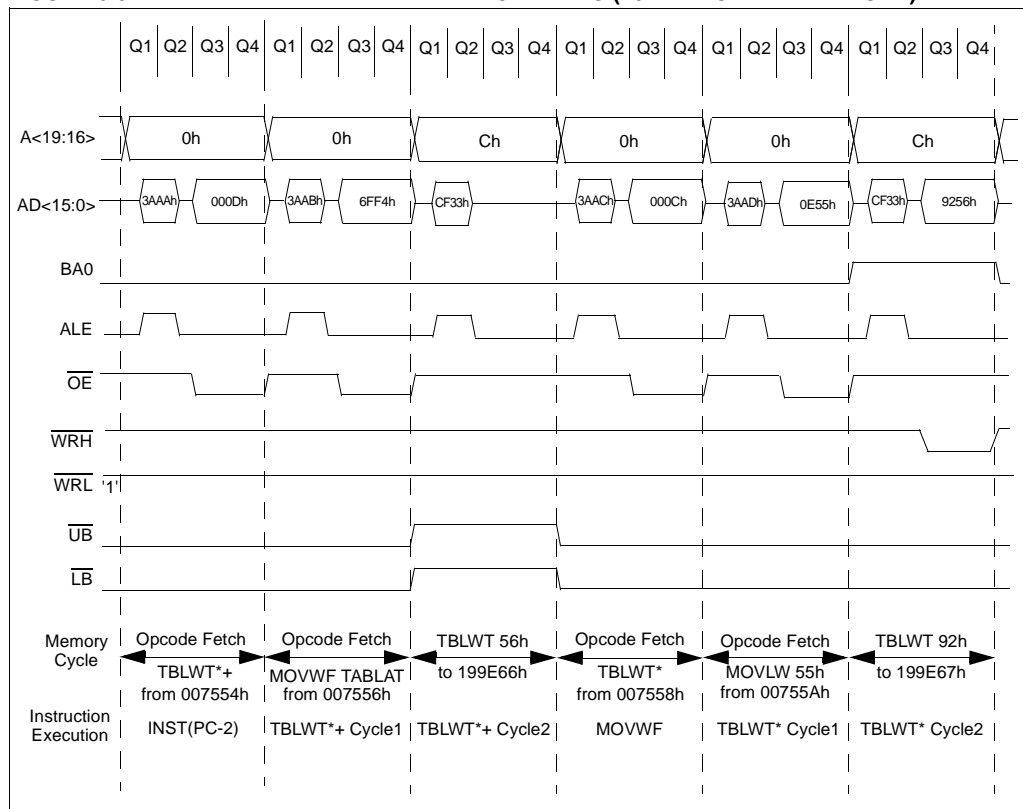 Q1 Q2 Q3 Q4 Q1 Q2 Q3 Q4 Q1 Q2 Q3 Q4 Q1 Q2 Q3 Q4 Q1 Q2 Q3 Q4 Q1 Q2 Q3 Q4
A<19:16> 0h 0h Ch 0h 0h Ch
AD<15:0> 3AAAh 000Dh 3AABh 6FF4h CF33h 3AACh 000Ch 3AADh 0E55h CF33h 9256h
BA0
ALE
OE
WRH
WRL '1'
UB
LB
Memory Cycle
Opcode Fetch
TBLWT*+
from 007554h
Opcode Fetch
MOVWF TABLAT
from 007556h
TBLWT 56h
to 199E66h
Opcode Fetch
TBLWT*
from 007558h
Opcode Fetch
MOVLW 55h
from 00755Ah
TBLWT 92h
to 199E67h
Instruction Execution
INST(PC-2) TBLWT*+ Cycle1 TBLWT*+ Cycle2 MOVWF TBLWT* Cycle1 TBLWT* Cycle2